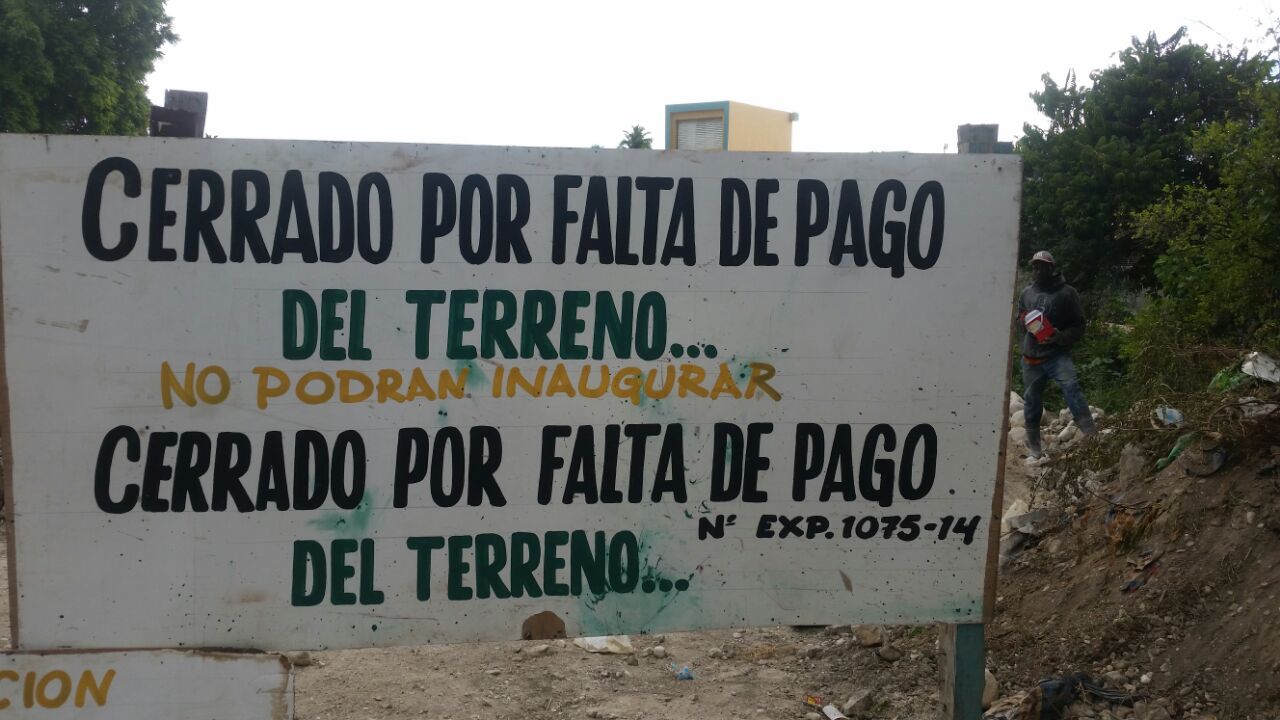 CERRADO POR FALTA DE PAGO
DEL TERRENO...
NO PODRAN INAUGURAR
CERRADO POR FALTA DE PAGO.
Nº EXP. 1075-14
DEL TERRENO...
CION